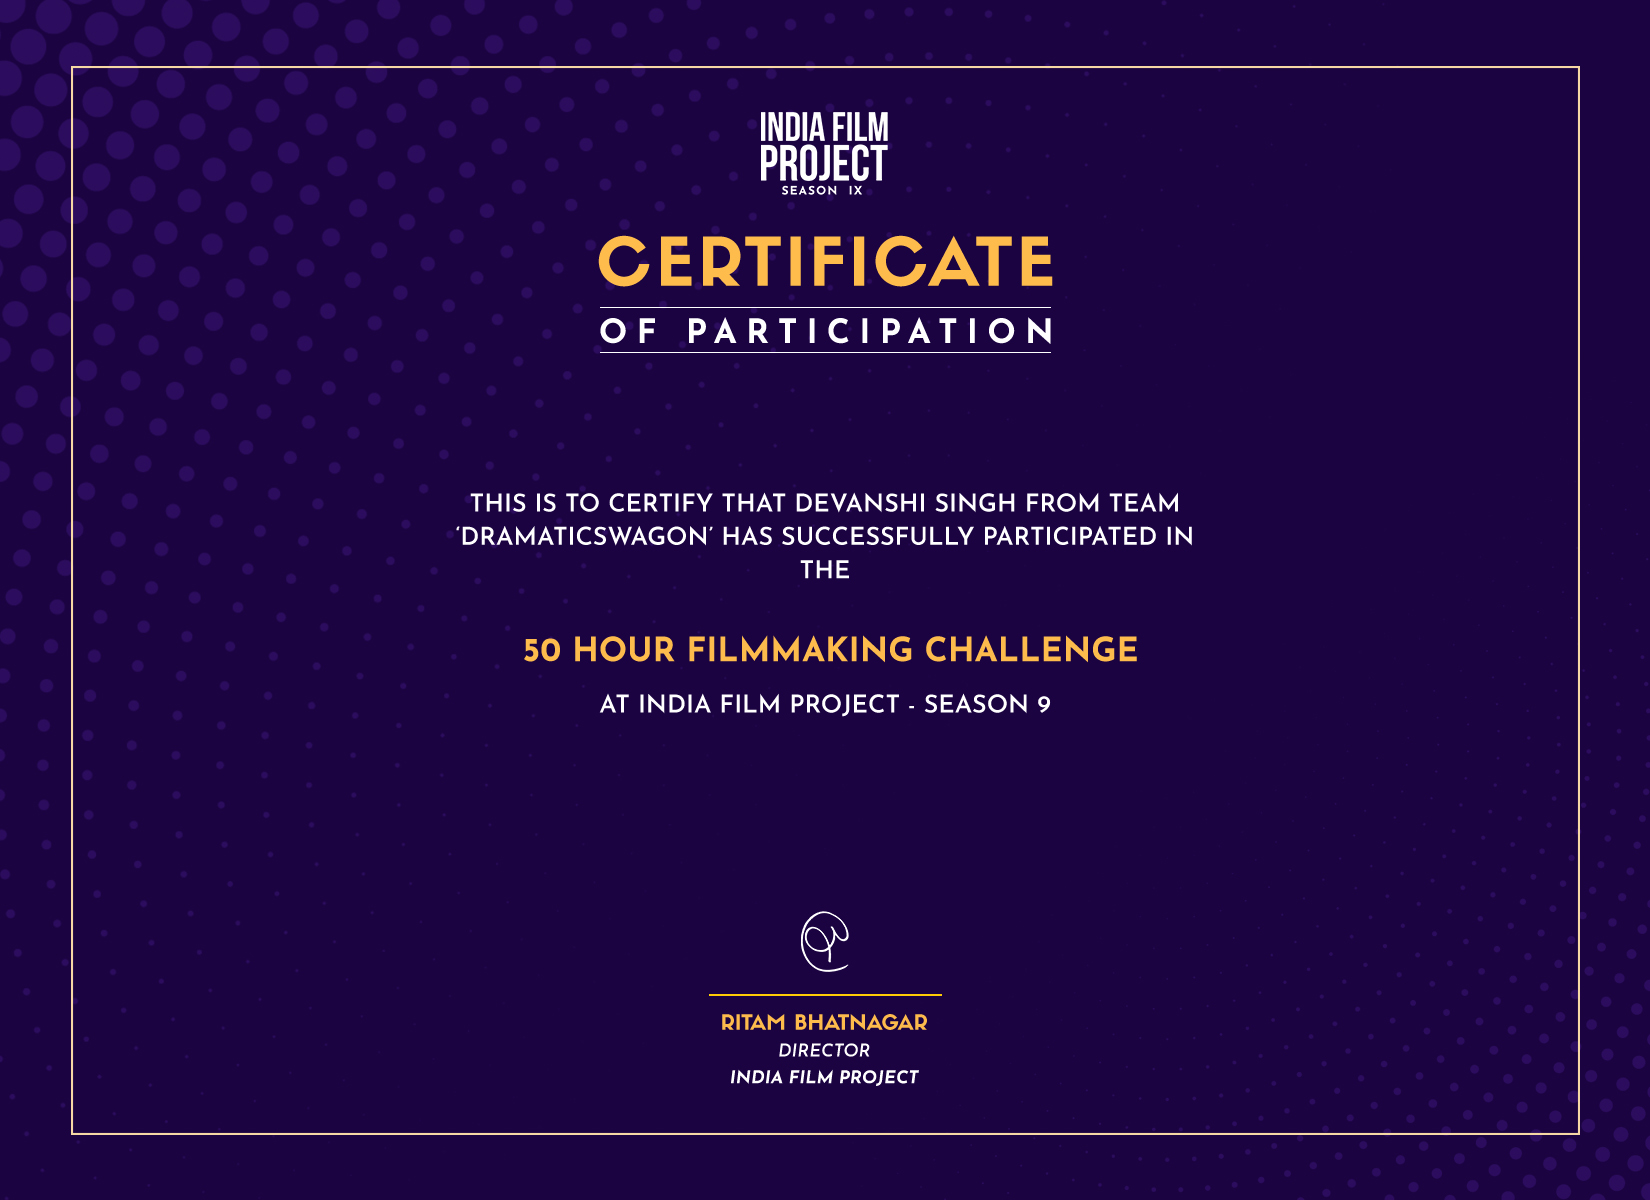 INDIA FILM
PROJECT
SEASON IX
CERTIFICATE
OF PARTICIPATION
THIS IS TO CERTIFY THAT DEVANSHI SINGH FROM TEAM
‘DRAMATICSWAGON’ HAS SUCCESSFULLY PARTICIPATED IN
THE
50 HOUR FILMMAKING CHALLENGE
AT INDIA FILM PROJECT - SEASON 9
RITAM BHATNAGAR
DIRECTOR
INDIA FILM PROJECT